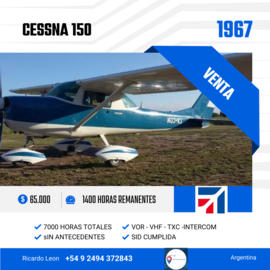 CESSNA 150
1967
VENTA
65.000
1400 HORAS REMANENTES
7000 HORAS TOTALES
VOR - VHF - TXC -INTERCOM
sIN ANTECEDENTES
SID CUMPLIDA
Ricardo Leon
+54 9 2494 372843
Argentina